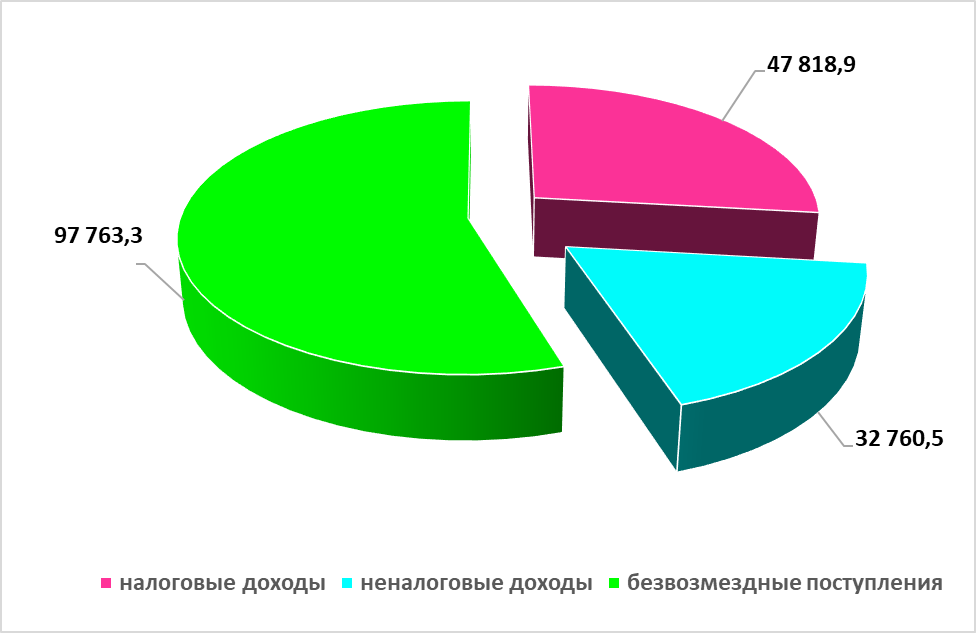 47 818,9
97 763,3
32 760,5
налоговые доходы неналоговые доходы безвозмездные поступления